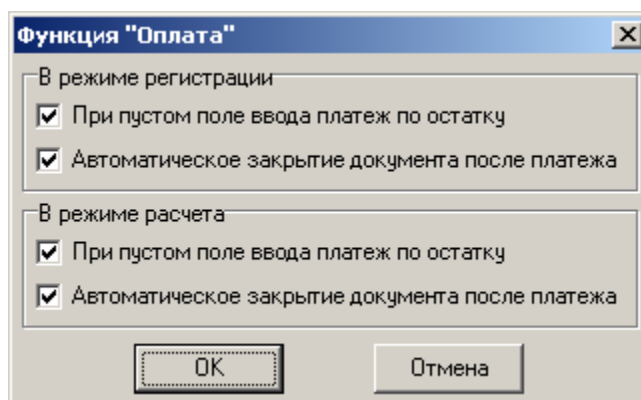 Функция "Оплата"
В режиме регистрации
При пустом поле ввода платеж по остатку
Автоматическое закрытие документа после платежа
В режиме расчета
При пустом поле ввода платеж по остатку
Автоматическое закрытие документа после платежа
OK
Отмена